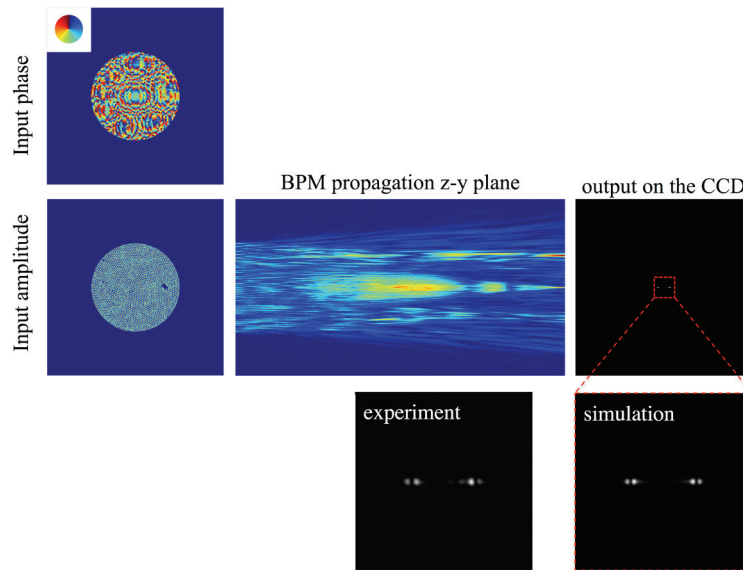 Input phase
BPM propagation z-y plane
output on the CCD
Input amplitude
experiment
simulation